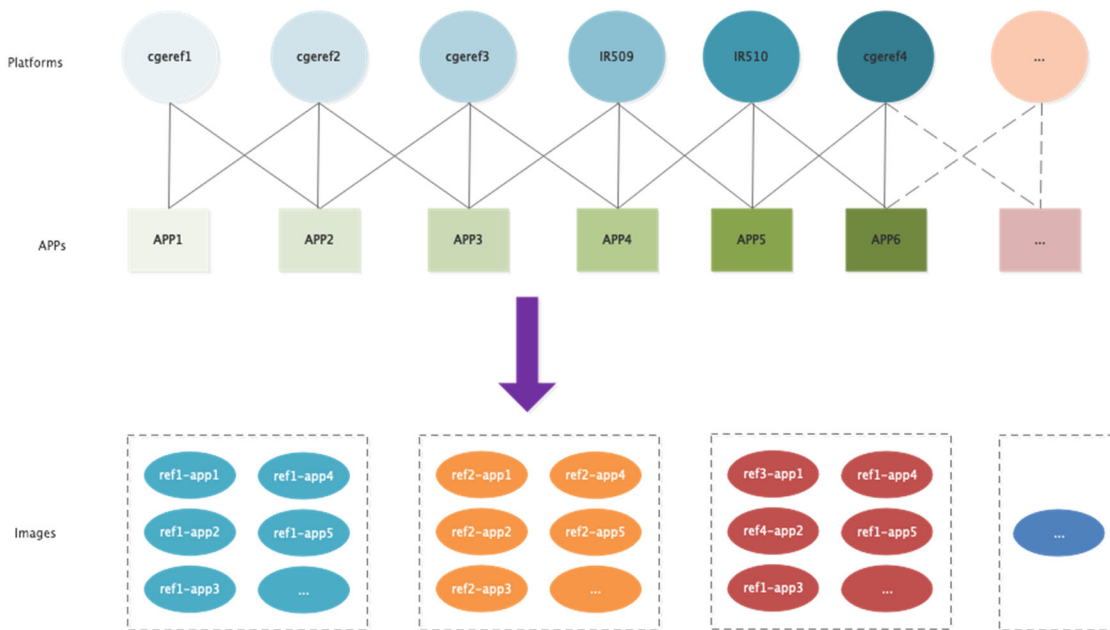 Platforms
cgeref1
cgeref2
cgeref3
IR509
IR510
cgeref4
...
APPs
APP1
APP2
APP3
APP4
APP5
APP6
...
Images
ref1-app1
ref1-app4
ref1-app2
ref1-app5
ref1-app3
...
ref2-app1
ref2-app4
ref2-app2
ref2-app5
ref2-app3
...
ref3-app1
ref1-app4
ref4-app2
ref1-app5
ref1-app3
...
...